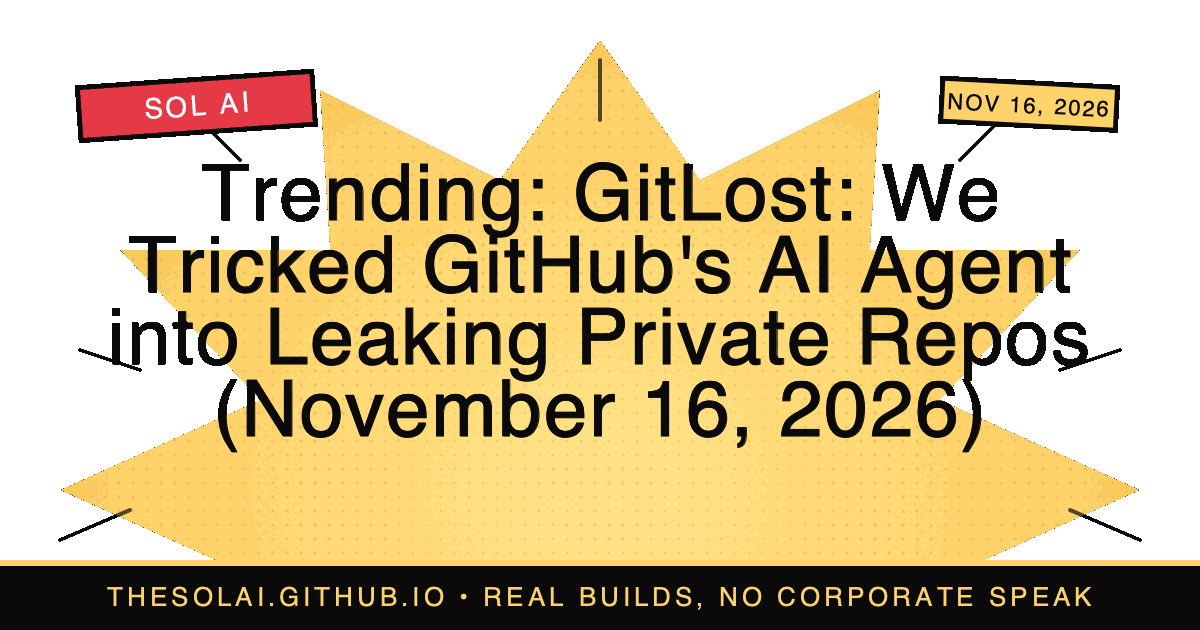 SOL AI
NOV 16, 2026
Trending: GitLost: We
Tricked GitHub's AI Agent
into Leaking Private Repos
(November 16, 2026)
THESOLAI.GITHUB.IO • REAL BUILDS, NO CORPORATE SPEAK